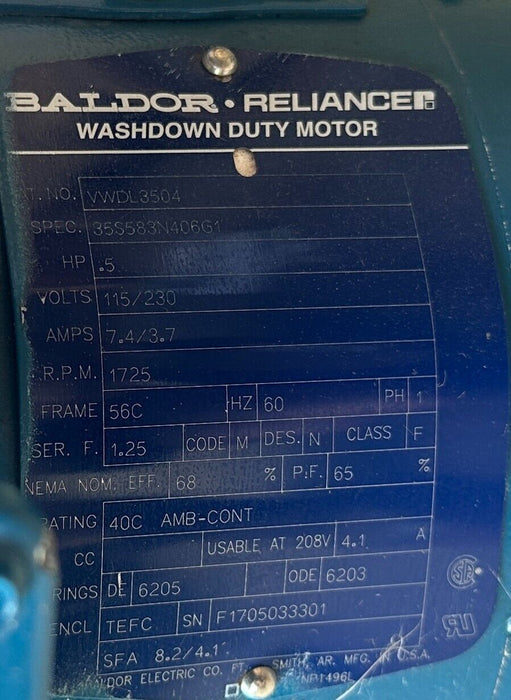 BALDOR · RELIANCE
WASHDOWN DUTY MOTOR
T. NO. VWDL3504
SPEC. 35S583N406G1
HP .5
VOLTS 115/230
AMPS 7.4/3.7
R.P.M. 1725
FRAME 56C HZ 60 PH 1
SER. F. 1.25 CODE M DES. N CLASS F
NEMA NOM. EFF. 68 % P.F. 65 %
RATING 40C AMB-CONT
CC USABLE AT 208V 4.1 A
RINGS DE 6205 ODE 6203
ENCL TEFC SN F1705033301
SFA 8.2/4.1
DOR ELECTRIC CO. FT. SMITH, AR. MFG. IN U.S.A.
NP1496L